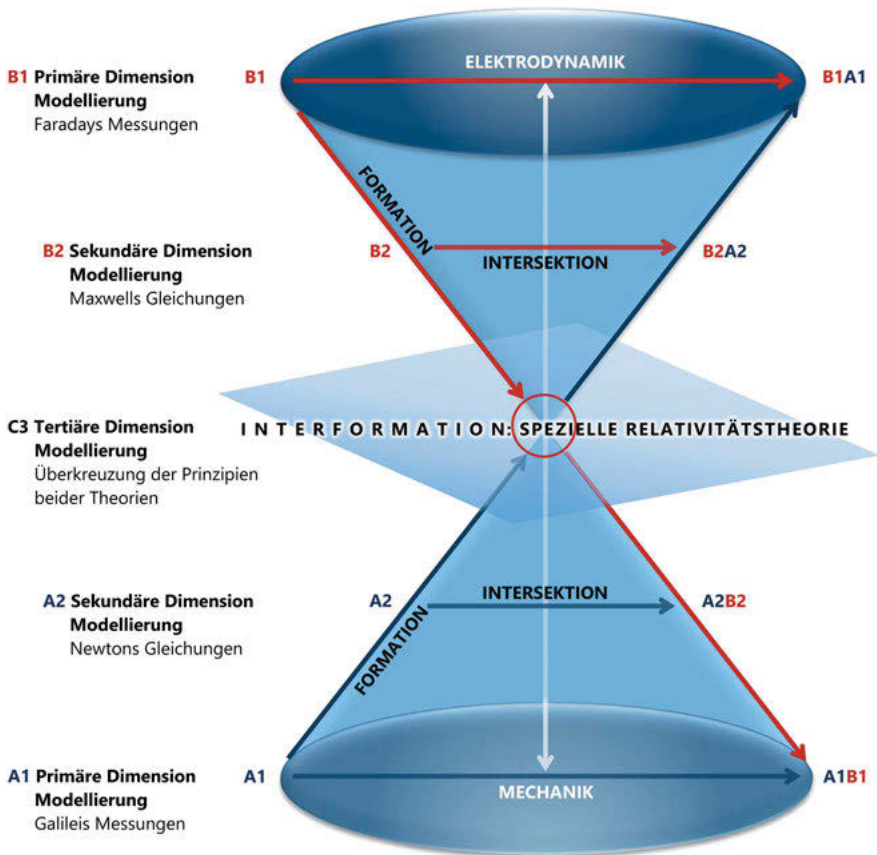 B1 Primäre Dimension
Modellierung
Faradays Messungen
B1
ELEKTRODYNAMIK
B1A1
FORMATION
B2 Sekundäre Dimension
Modellierung
Maxwells Gleichungen
B2
INTERSEKTION
B2A2
C3 Tertiäre Dimension
Modellierung
Überkreuzung der Prinzipien
beider Theorien
INTERFORMATION: SPEZIELLE RELATIVITÄTSTHEORIE
A2 Sekundäre Dimension
Modellierung
Newtons Gleichungen
A2
INTERSEKTION
A2B2
FORMATION
A1 Primäre Dimension
Modellierung
Galileis Messungen
A1
MECHANIK
A1B1